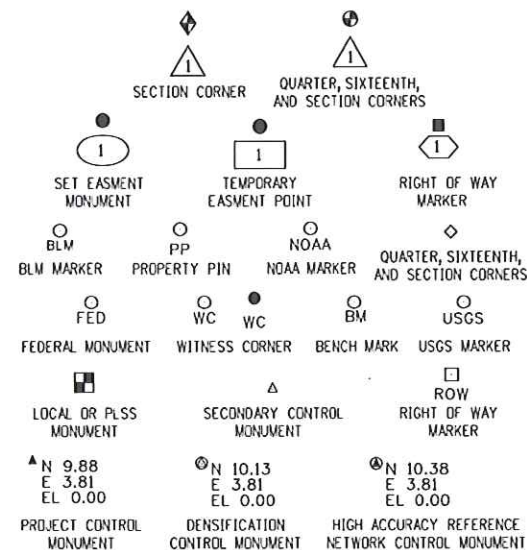 1 1
SECTION CORNER QUARTER, SIXTEENTH,
AND SECTION CORNERS
1 1 1
SET EASMENT TEMPORARY RIGHT OF WAY
MONUMENT EASMENT POINT MARKER
BLM PP NOAA
BLM MARKER PROPERTY PIN NOAA MARKER QUARTER, SIXTEENTH,
AND SECTION CORNERS
FED WC WC BM USGS
FEDERAL MONUMENT WITNESS CORNER BENCH MARK USGS MARKER
ROW
LOCAL OR PLSS SECONDARY CONTROL RIGHT OF WAY
MONUMENT MONUMENT MARKER
N 9.88 N 10.13 N 10.38
E 3.81 E 3.81 E 3.81
EL 0.00 EL 0.00 EL 0.00
PROJECT CONTROL DENSIFICATION HIGH ACCURACY REFERENCE
MONUMENT CONTROL MONUMENT NETWORK CONTROL MONUMENT